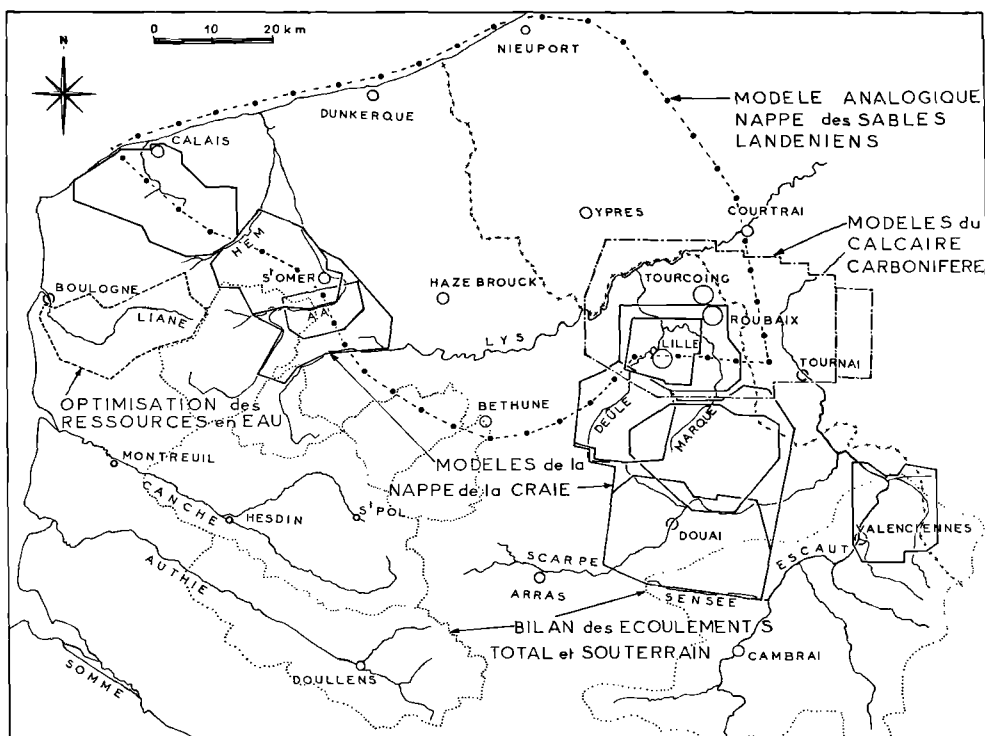 0 10 20 km
N
NIEUPORT
DUNKERQUE
MODELE ANALOGIQUE
NAPPE des SABLES
LANDENIENS
CALAIS
YPRES
COURTRAI
MODELES du
CALCAIRE
CARBONIFERE
HEM
St OMER
HAZE BROUCK
TOURCOING
BOULOGNE
LIANE
AA
ROUBAIX
LYS
LILLE
TOURNAI
OPTIMISATION des
RESSOURCES en EAU
BETHUNE
DEÛLE
MARQUE
MONTREUIL
MODELES de la
NAPPE de la CRAIE
CANCHE
HESDIN
St POL
DOUAI
VALENCIENNES
ESCAUT
SCARPE
ARRAS
SENSEE
AUTHIE
BILAN des ECOULEMENTS
TOTAL et SOUTERRAIN
CAMBRAI
DOULLENS
SOMME